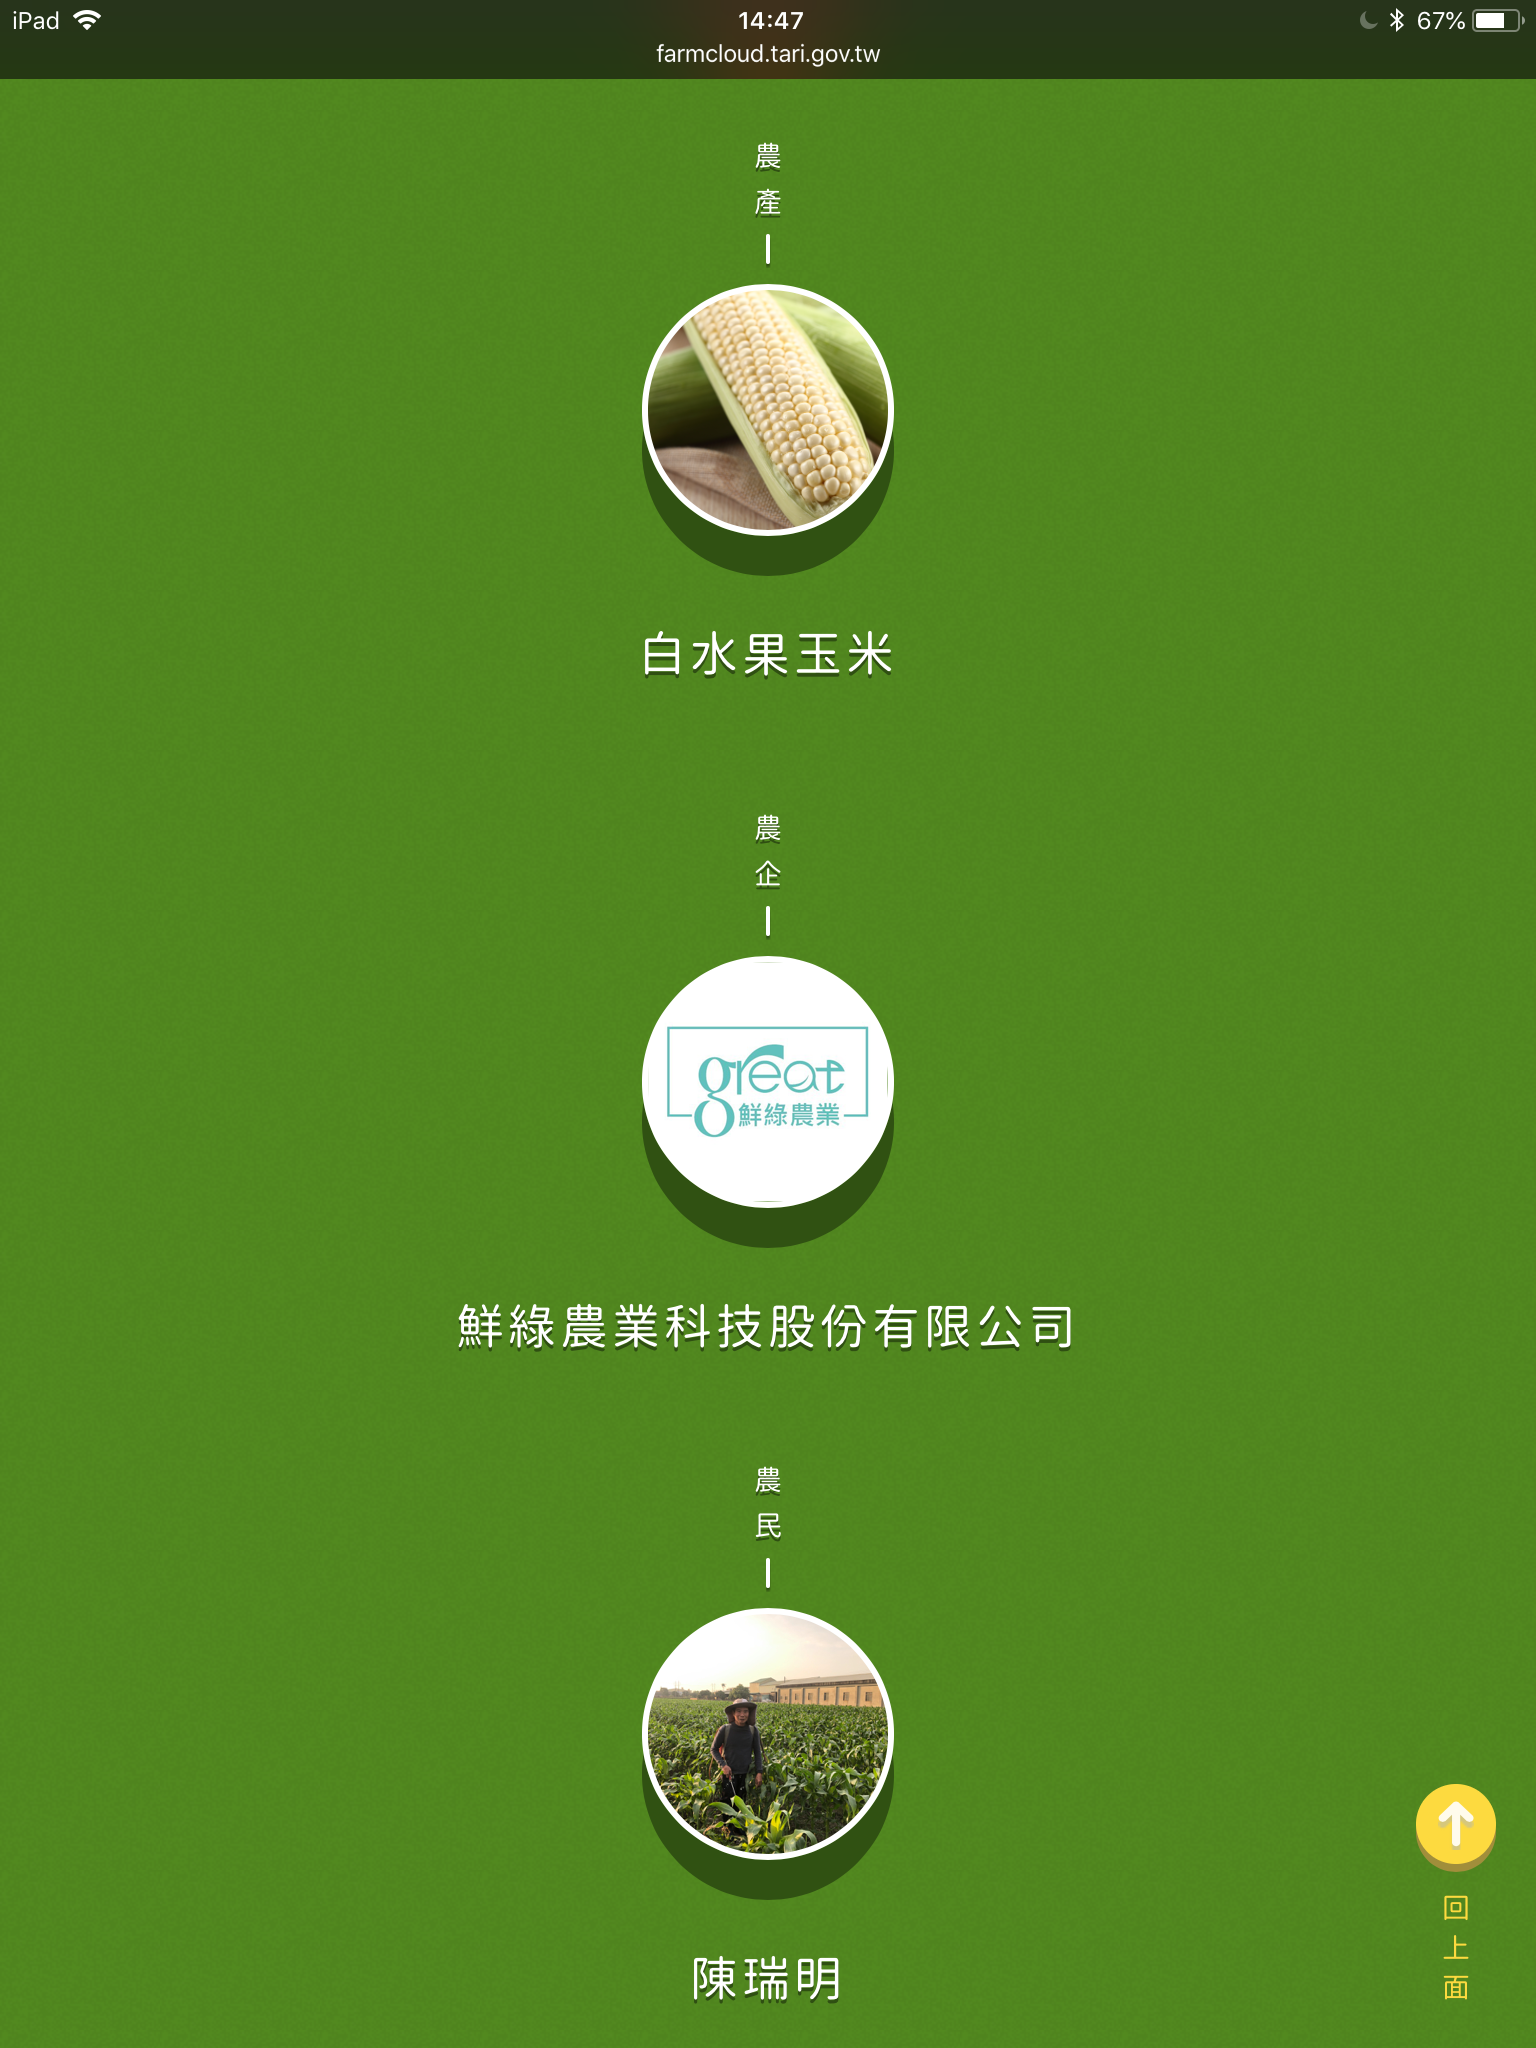 iPad 14:47 67%
farmcloud.tari.gov.tw
農產
白水果玉米
農企
great
鮮綠農業
鮮綠農業科技股份有限公司
農民
陳瑞明
回上面